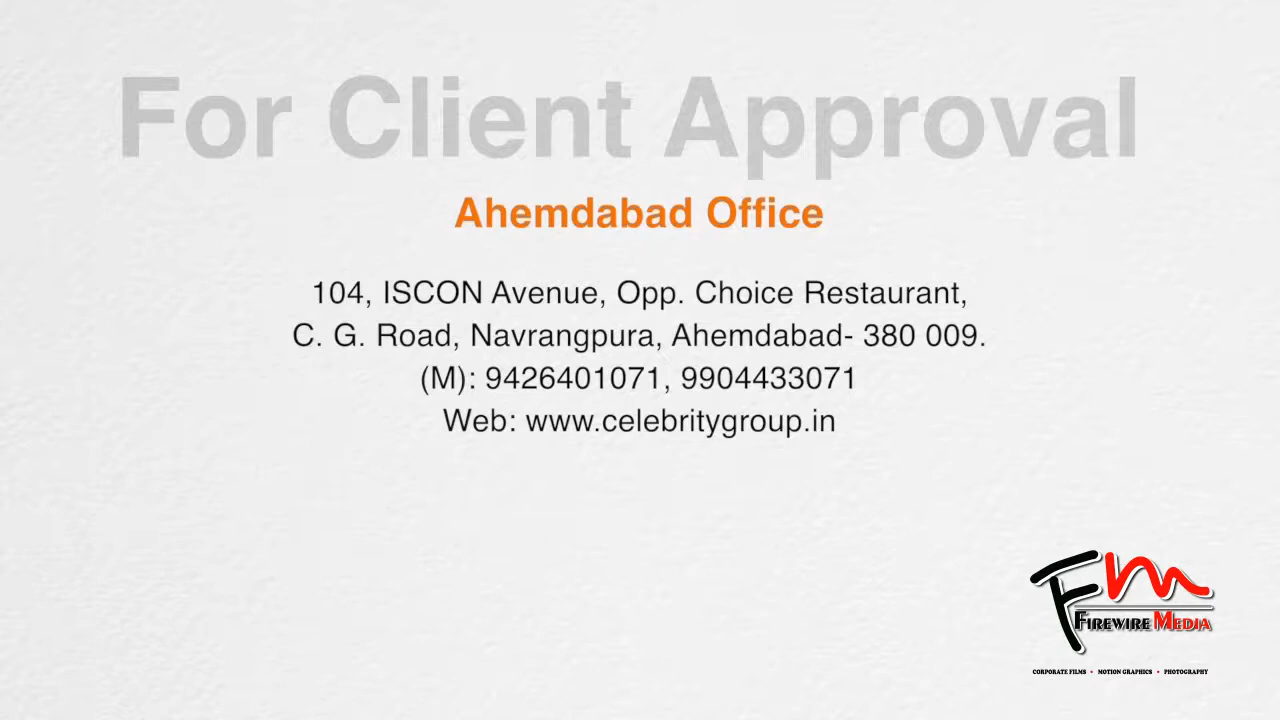 For Client Approval
Ahemdabad Office
104, ISCON Avenue, Opp. Choice Restaurant,
C. G. Road, Navrangpura, Ahemdabad- 380 009.
(M): 9426401071, 9904433071
Web: www.celebritygroup.in
Fm
FIREWIRE MEDIA
CORPORATE FILMS • MOTION GRAPHICS • PHOTOGRAPHY